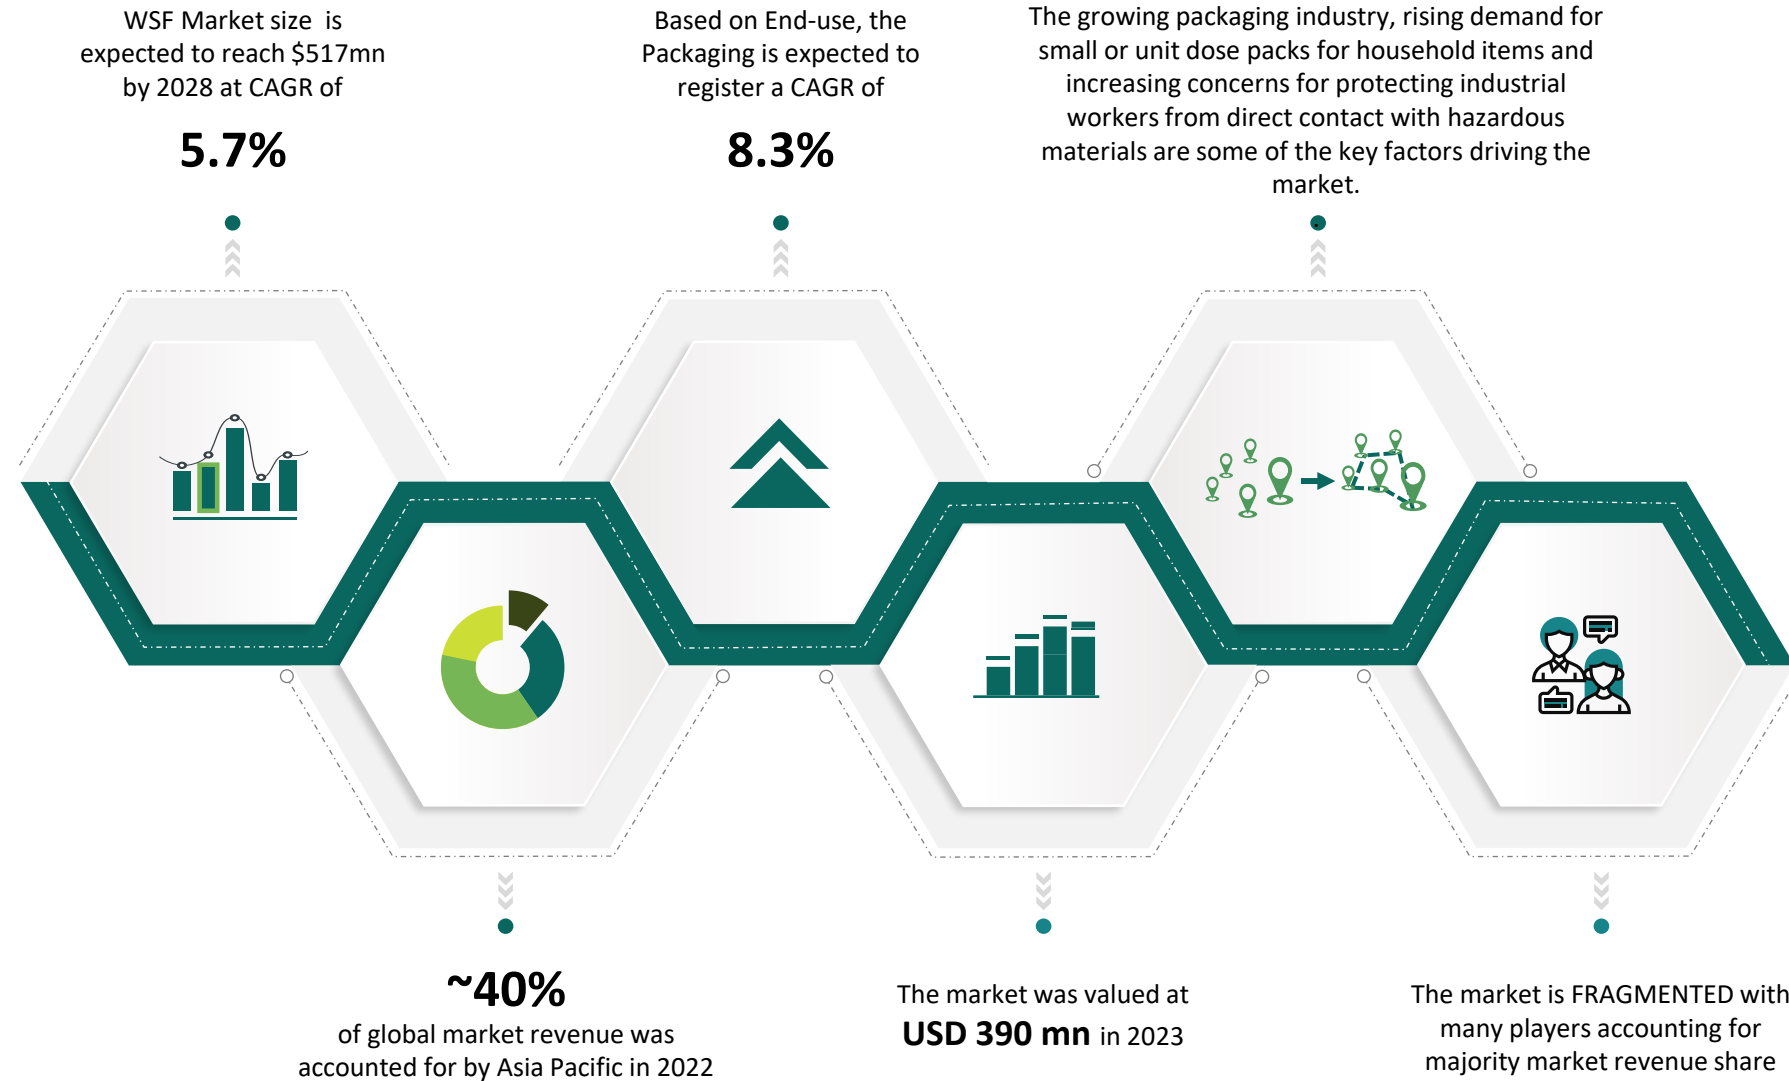 WSF Market size is
expected to reach $517mn
by 2028 at CAGR of
5.7%
Based on End-use, the
Packaging is expected to
register a CAGR of
8.3%
The growing packaging industry, rising demand for
small or unit dose packs for household items and
increasing concerns for protecting industrial
workers from direct contact with hazardous
materials are some of the key factors driving the
market.
.
~40%
of global market revenue was
accounted for by Asia Pacific in 2022
The market was valued at
USD 390 mn in 2023
The market is FRAGMENTED with
many players accounting for
majority market revenue share